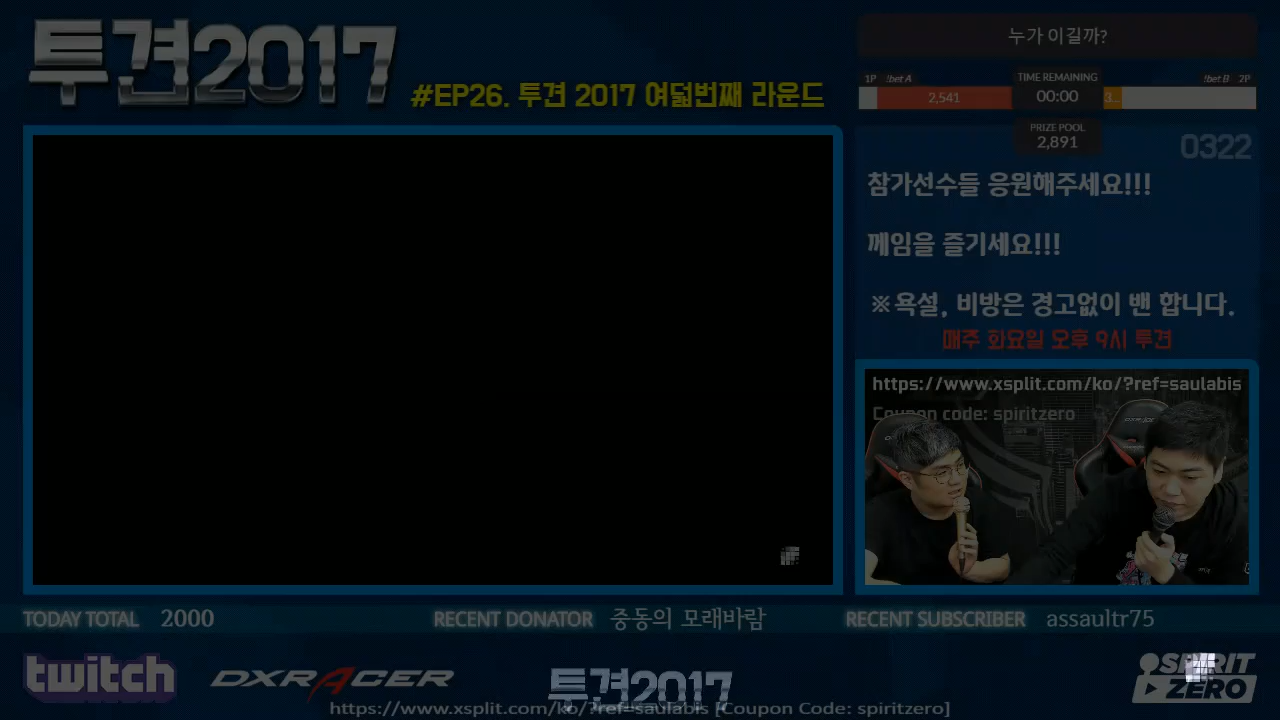 투견2017
#EP26. 투견 2017 여덟번째 라운드
누가 이길까?
1P !bet A
TIME REMAINING
!bet B 2P
2,541
00:00
3...
PRIZE POOL
2,891
0322
참가선수들 응원해주세요!!!
께임을 즐기세요!!!
※욕설, 비방은 경고없이 밴 합니다.
매주 화요일 오후 9시 투견
https://www.xsplit.com/ko/?ref=saulabis
Coupon code: spiritzero
TODAY TOTAL 2000
RECENT DONATOR 중동의 모래바람
RECENT SUBSCRIBER assaultr75
twitch
DXRACER
투견2017
SPIRIT
ZERO
https://www.xsplit.com/ko/?ref=saulabis [Coupon Code: spiritzero]